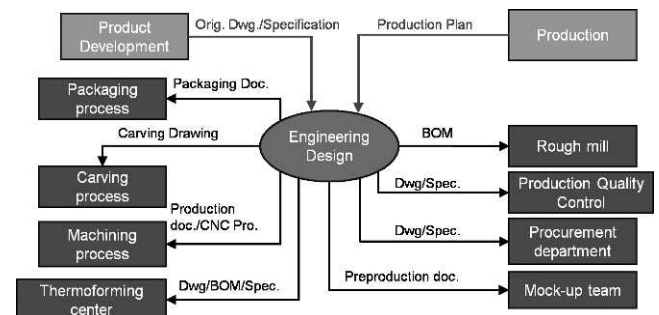 Product
Development
Orig. Dwg./Specification
Production Plan
Production
Packaging
process
Packaging Doc.
Carving Drawing
Engineering
Design
BOM
Rough mill
Carving
process
Dwg/Spec.
Production Quality
Control
Production
doc./CNC Pro.
Machining
process
Dwg/Spec.
Procurement
department
Thermoforming
center
Dwg/BOM/Spec.
Preproduction doc.
Mock-up team